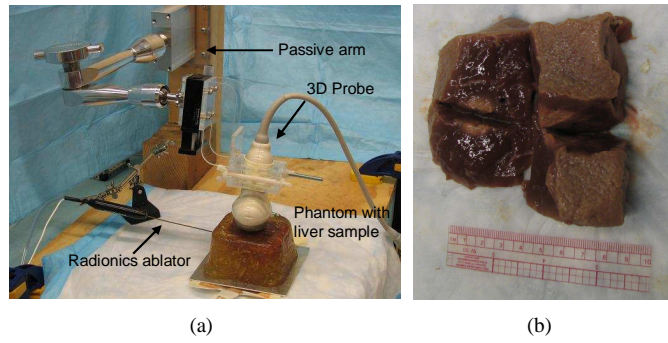 Passive arm
3D Probe
Phantom with
liver sample
Radionics ablator
(a)
(b)